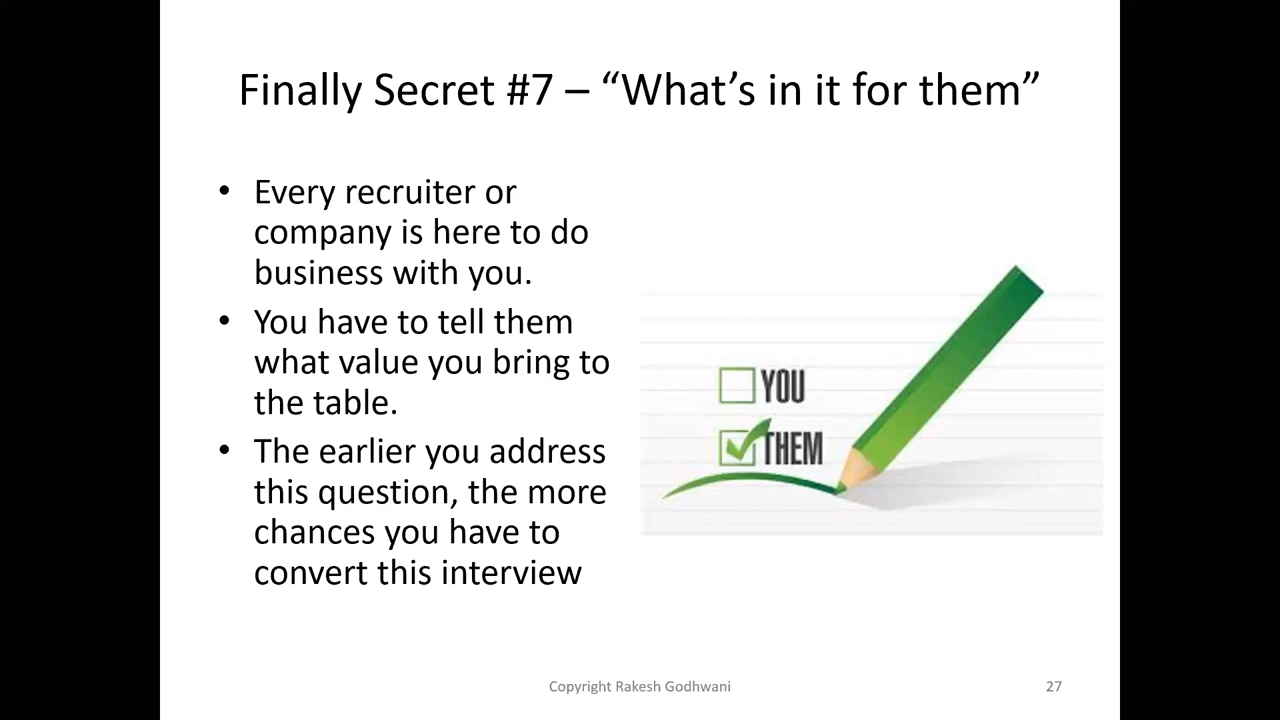 Finally Secret #7 – “What’s in it for them”
• Every recruiter or
company is here to do
business with you.
• You have to tell them
what value you bring to
the table.
• The earlier you address
this question, the more
chances you have to
convert this interview
YOU
THEM
Copyright Rakesh Godhwani
27